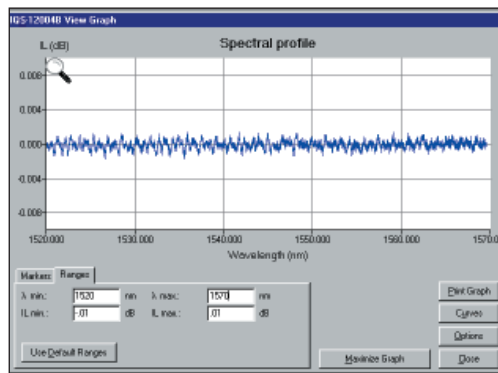 IQS-12004B View Graph
IL (dB)
Spectral profile
0.008
0.004
0.000
-0.004
-0.008
1520.000 1530.000 1540.000 1550.000 1560.000 1570.0
Wavelength (nm)
Markers Ranges
λ min.: 1520 nm λ max.: 1570 nm
IL min.: -.01 dB IL max.: .01 dB
Use Default Ranges
Print Graph
Curves
Options
Maximize Graph Close